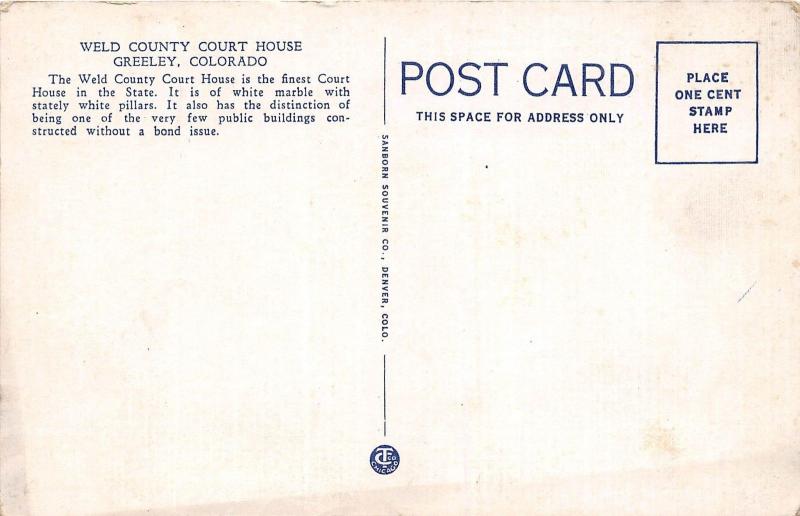 WELD COUNTY COURT HOUSE
GREELEY, COLORADO
The Weld County Court House is the finest Court
House in the State. It is of white marble with
stately white pillars. It also has the distinction of
being one of the very few public buildings con-
structed without a bond issue.
SANBORN SOUVENIR CO., DENVER, COLO.
CT CO
CHICAGO
POST CARD
THIS SPACE FOR ADDRESS ONLY
PLACE
ONE CENT
STAMP
HERE